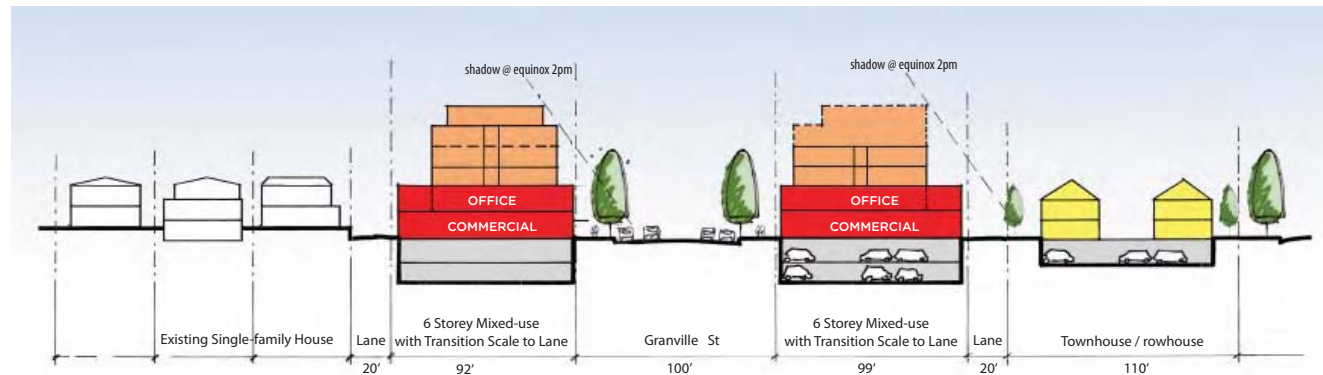 shadow @ equinox 2pm
shadow @ equinox 2pm
OFFICE
COMMERCIAL
OFFICE
COMMERCIAL
Existing Single-family House
Lane
20'
6 Storey Mixed-use
with Transition Scale to Lane
92'
Granville St
100'
6 Storey Mixed-use
with Transition Scale to Lane
99'
Lane
20'
Townhouse / rowhouse
110'